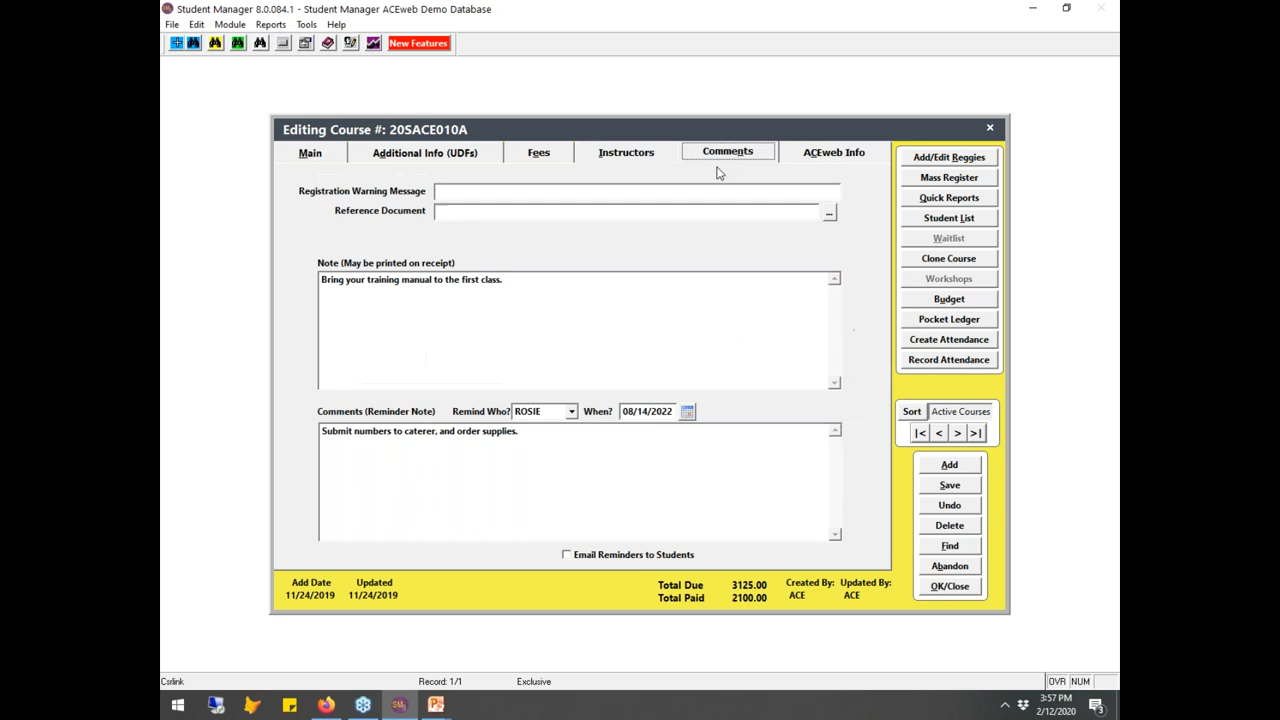 Student Manager 8.0.084.1 - Student Manager ACEweb Demo Database
File Edit Module Reports Tools Help
New Features
Editing Course #: 20SACE010A
Main Additional Info (UDFs) Fees Instructors Comments ACEweb Info
Registration Warning Message
Reference Document ...
Note (May be printed on receipt)
Bring your training manual to the first class.
Comments (Reminder Note) Remind Who? ROSIE When? 08/14/2022
Submit numbers to caterer, and order supplies.
Email Reminders to Students
Add/Edit Reggies
Mass Register
Quick Reports
Student List
Waitlist
Clone Course
Workshops
Budget
Pocket Ledger
Create Attendance
Record Attendance
Sort Active Courses
|< < > >|
Add
Save
Undo
Delete
Find
Abandon
OK/Close
Add Date Updated Total Due 3125.00 Created By: Updated By:
11/24/2019 11/24/2019 Total Paid 2100.00 ACE ACE
Csrlink Record: 1/1 Exclusive OVR NUM
SM
3:57 PM
2/12/2020
3